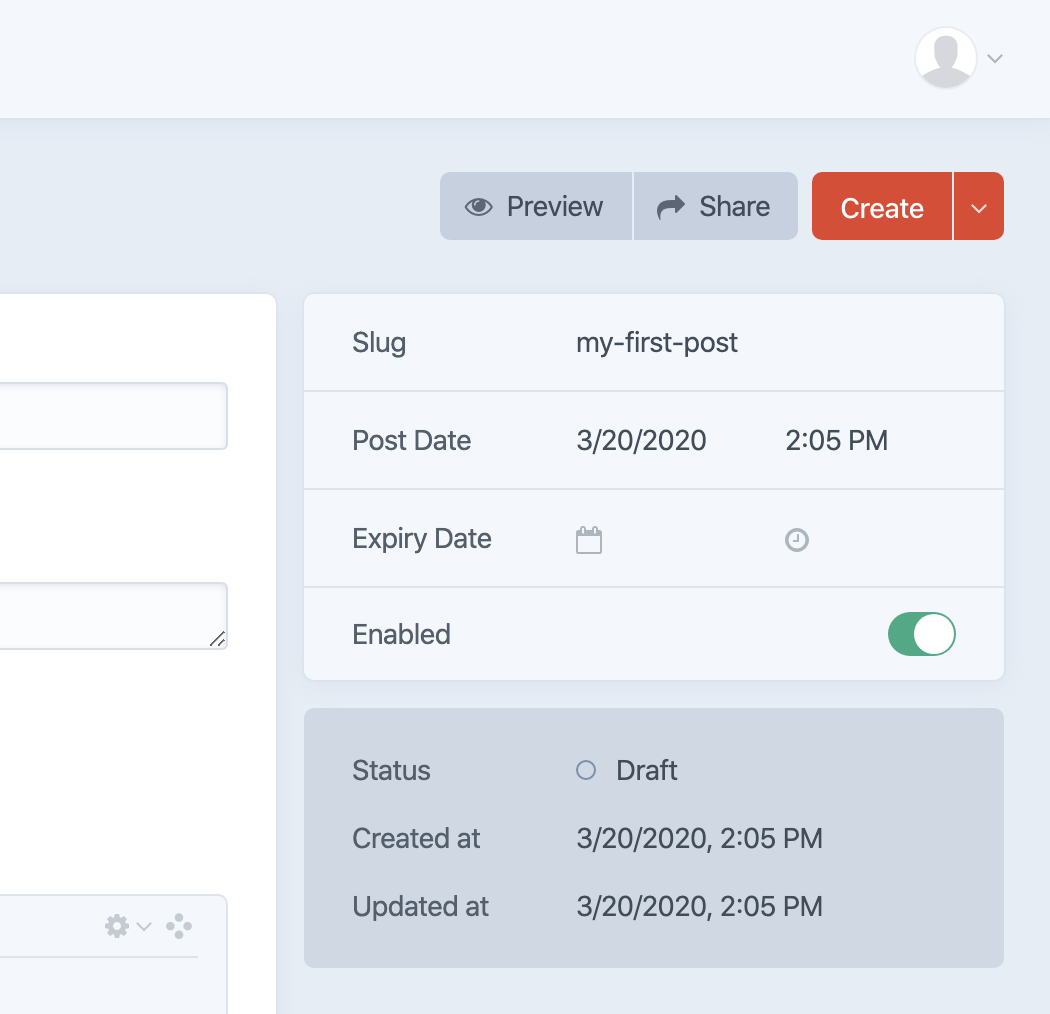 Preview Share Create
Slug my-first-post
Post Date 3/20/2020 2:05 PM
Expiry Date
Enabled
Status Draft
Created at 3/20/2020, 2:05 PM
Updated at 3/20/2020, 2:05 PM